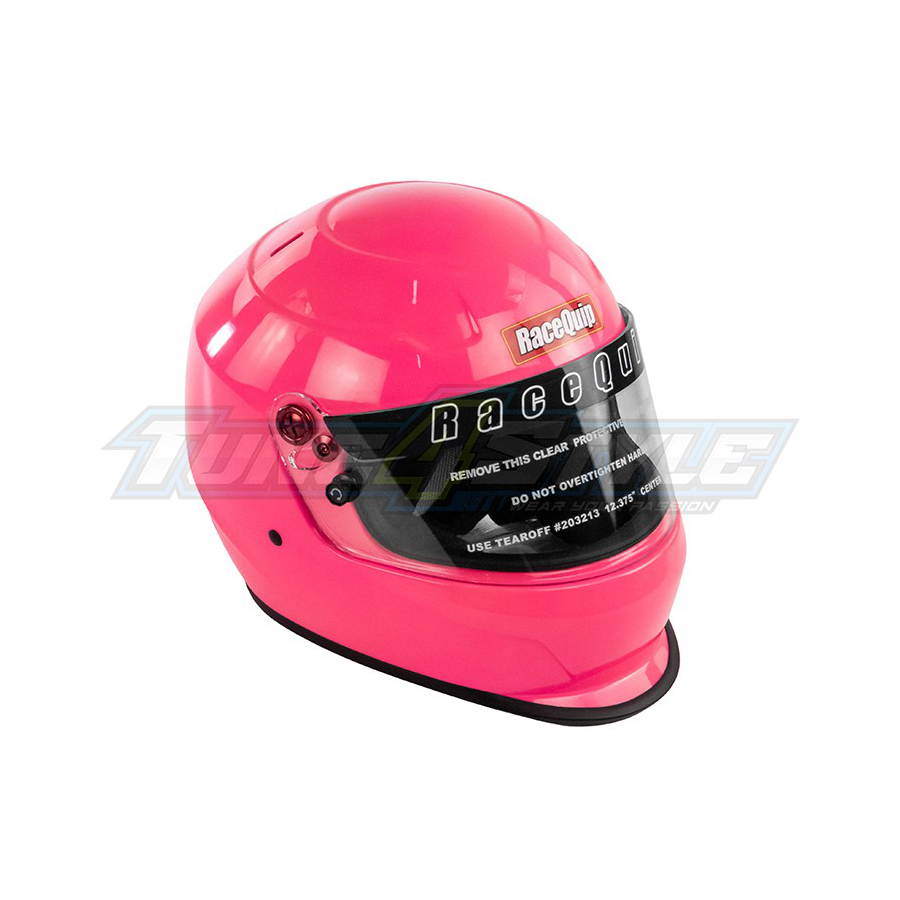 RaceQuip
RaceQui
REMOVE THIS CLEAR PROTECTIVE
DO NOT OVERTIGHTEN HARD
USE TEAROFF #203213 12.375" CENTER
TUNE4STYLE
WEAR YOUR PASSION